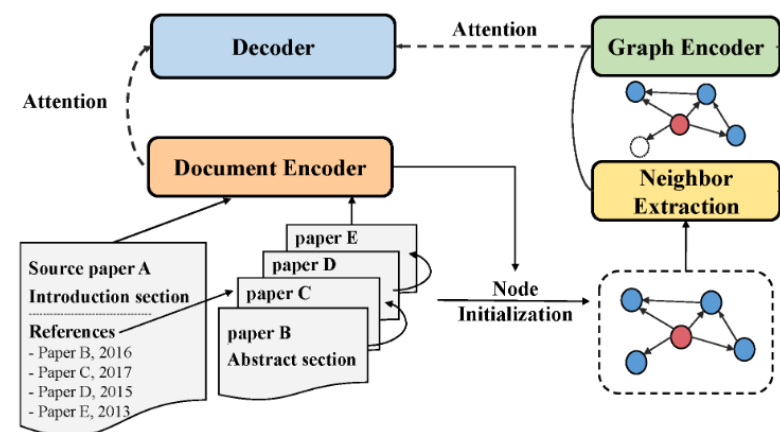 Decoder
Attention
Graph Encoder
Attention
Document Encoder
Neighbor
Extraction
Source paper A
Introduction section
References
- Paper B, 2016
- Paper C, 2017
- Paper D, 2015
- Paper E, 2013
paper E
paper D
paper C
paper B
Abstract section
Node
Initialization